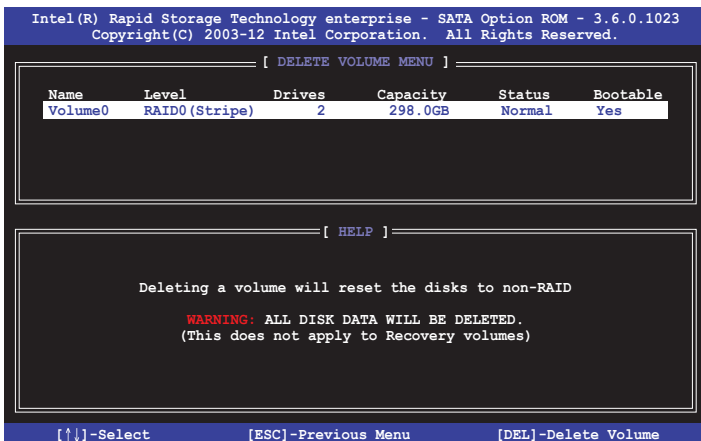 Intel(R) Rapid Storage Technology enterprise - SATA Option ROM - 3.6.0.1023
Copyright(C) 2003-12 Intel Corporation.  All Rights Reserved.
[ DELETE VOLUME MENU ]
Name Level Drives Capacity Status Bootable
Volume0 RAID0(Stripe) 2 298.0GB Normal Yes
[ HELP ]
Deleting a volume will reset the disks to non-RAID
WARNING: ALL DISK DATA WILL BE DELETED.
(This does not apply to Recovery volumes)
[↑↓]-Select [ESC]-Previous Menu [DEL]-Delete Volume